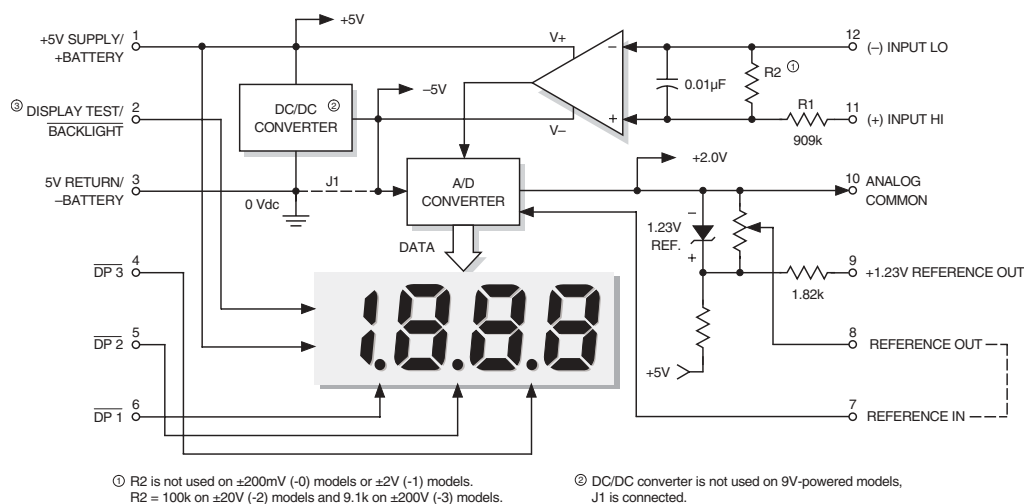 +5V SUPPLY/
+BATTERY
1
③ DISPLAY TEST/
BACKLIGHT
2
5V RETURN/
–BATTERY
3
DP 3
4
DP 2
5
DP 1
6
+5V
DC/DC ②
CONVERTER
–5V
V+
V–
–
+
0 Vdc
J1
A/D
CONVERTER
DATA
1.8.8.8
0.01µF
R2 ①
R1
909k
12
(–) INPUT LO
11
(+) INPUT HI
+2.0V
10
ANALOG
COMMON
–
1.23V
REF.
+
9
+1.23V REFERENCE OUT
1.82k
8
REFERENCE OUT
+5V
7
REFERENCE IN
① R2 is not used on ±200mV (-0) models or ±2V (-1) models.
R2 = 100k on ±20V (-2) models and 9.1k on ±200V (-3) models.
② DC/DC converter is not used on 9V-powered models,
J1 is connected.